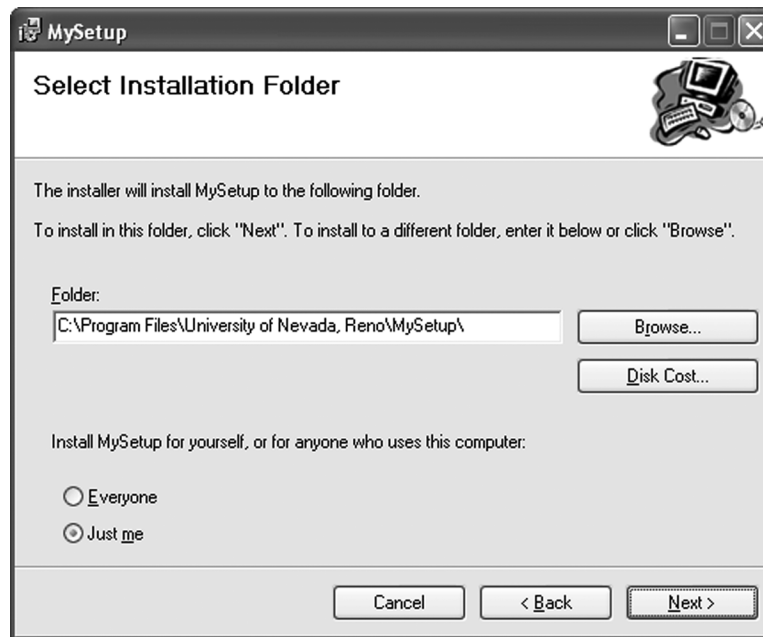 MySetup
Select Installation Folder
The installer will install MySetup to the following folder.
To install in this folder, click "Next". To install to a different folder, enter it below or click "Browse".
Folder:
C:\Program Files\University of Nevada, Reno\MySetup\
Browse...
Disk Cost...
Install MySetup for yourself, or for anyone who uses this computer:
Everyone
Just me
Cancel
< Back
Next >